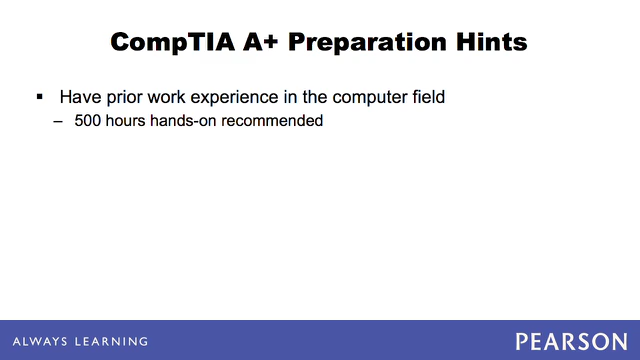 CompTIA A+ Preparation Hints
▪ Have prior work experience in the computer field
– 500 hours hands-on recommended
ALWAYS LEARNING
PEARSON